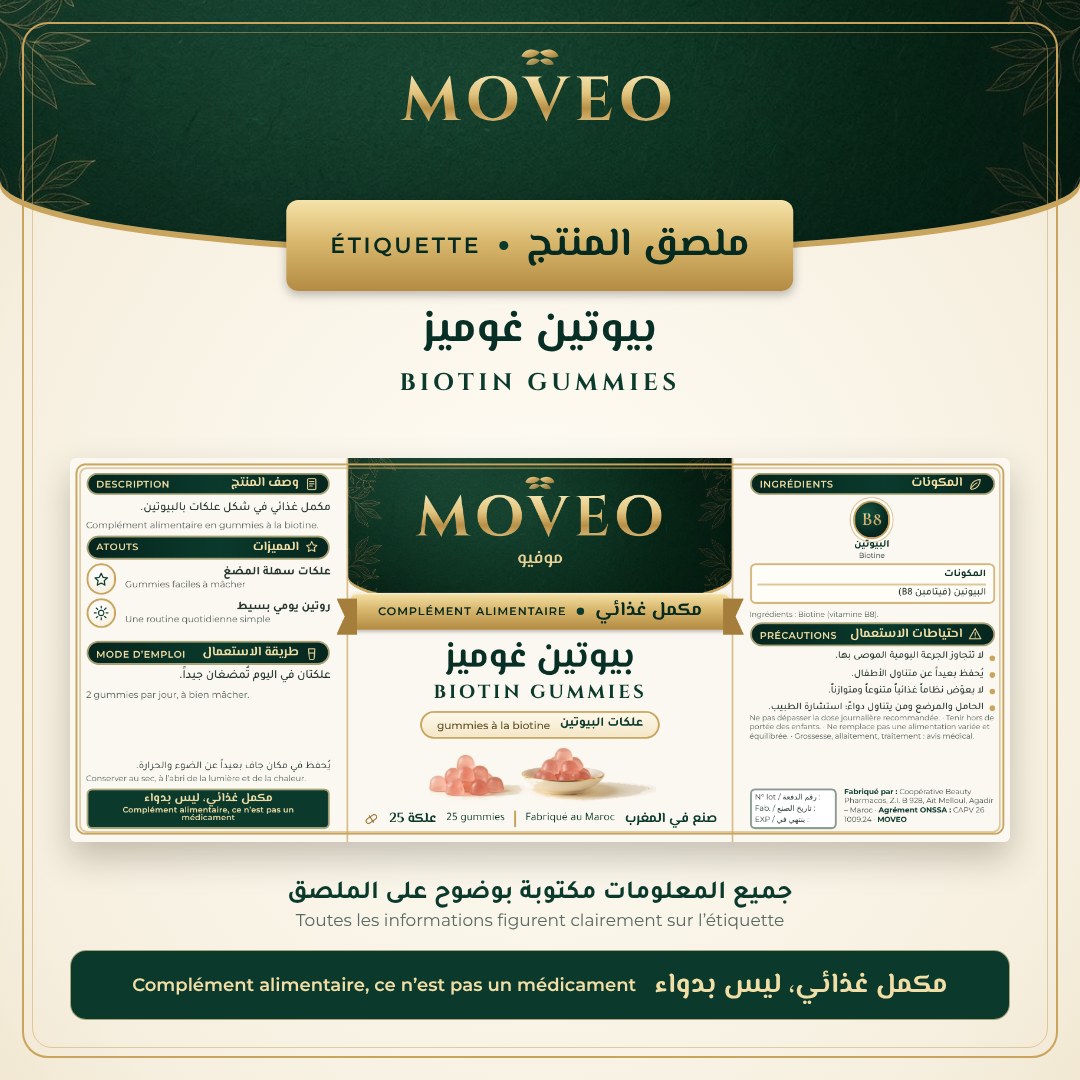 MOVEO
ÉTIQUETTE • ملصق المنتج
بيوتين غوميز
BIOTIN GUMMIES
DESCRIPTION وصف المنتج
مكمل غذائي في شكل علكات بالبيوتين.
Complément alimentaire en gummies à la biotine.
ATOUTS المميزات
علكات سهلة المضغ
Gummies faciles à mâcher
روتين يومي بسيط
Une routine quotidienne simple
MODE D'EMPLOI طريقة الاستعمال
علكتان في اليوم تُمضغان جيداً.
2 gummies par jour, à bien mâcher.
يُحفظ في مكان جاف بعيداً عن الضوء والحرارة.
Conserver au sec, à l'abri de la lumière et de la chaleur.
مكمل غذائي، ليس بدواء
Complément alimentaire, ce n'est pas un
médicament
MOVEO
موفيو
COMPLÉMENT ALIMENTAIRE • مكمل غذائي
بيوتين غوميز
BIOTIN GUMMIES
gummies à la biotine علكات البيوتين
25 علكة 25 gummies | Fabriqué au Maroc صنع في المغرب
INGRÉDIENTS المكونات
B8
البيوتين
Biotine
المكونات
البيوتين (فيتامين B8)
Ingrédients : Biotine (vitamine B8).
PRÉCAUTIONS احتياطات الاستعمال
لا تتجاوز الجرعة اليومية الموصى بها.
يُحفظ بعيداً عن متناول الأطفال.
لا يعوّض نظاماً غذائياً متنوعاً ومتوازناً.
الحامل والمرضع ومن يتناول دواءً: استشارة الطبيب.
Ne pas dépasser la dose journalière recommandée. · Tenir hors de
portée des enfants. · Ne remplace pas une alimentation variée et
équilibrée. · Grossesse, allaitement, traitement : avis médical.
N° lot / رقم الدفعة :
Fab. / تاريخ الصنع :
EXP / ينتهي في :
Fabriqué par : Coopérative Beauty
Pharmacos, Z.I. B 928, Ait Melloul, Agadir
– Maroc · Agrément ONSSA : CAPV 26
1009.24 · MOVEO
جميع المعلومات مكتوبة بوضوح على الملصق
Toutes les informations figurent clairement sur l'étiquette
Complément alimentaire, ce n'est pas un médicament مكمل غذائي، ليس بدواء